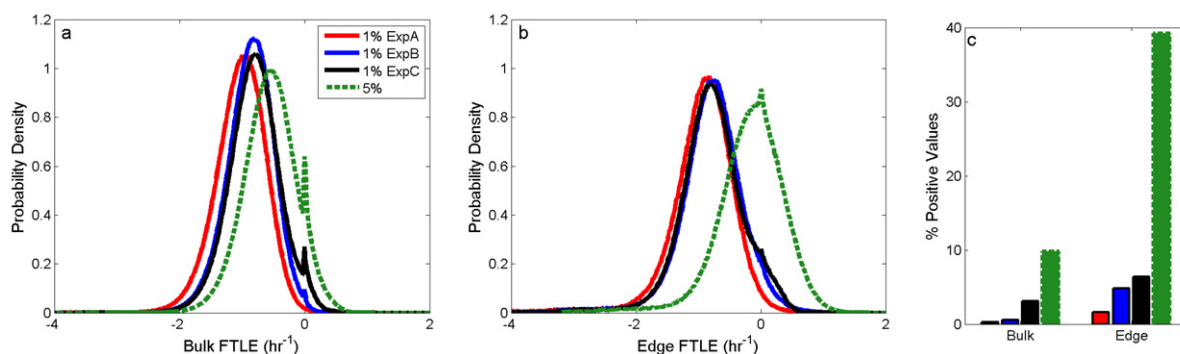 a
1.2
1
0.8
0.6
0.4
0.2
0
-4
-2
0
2
Probability Density
Bulk FTLE (hr⁻¹)
1% ExpA
1% ExpB
1% ExpC
5%
b
1.2
1
0.8
0.6
0.4
0.2
0
-4
-2
0
2
Probability Density
Edge FTLE (hr⁻¹)
c
40
30
20
10
0
% Positive Values
Bulk Edge